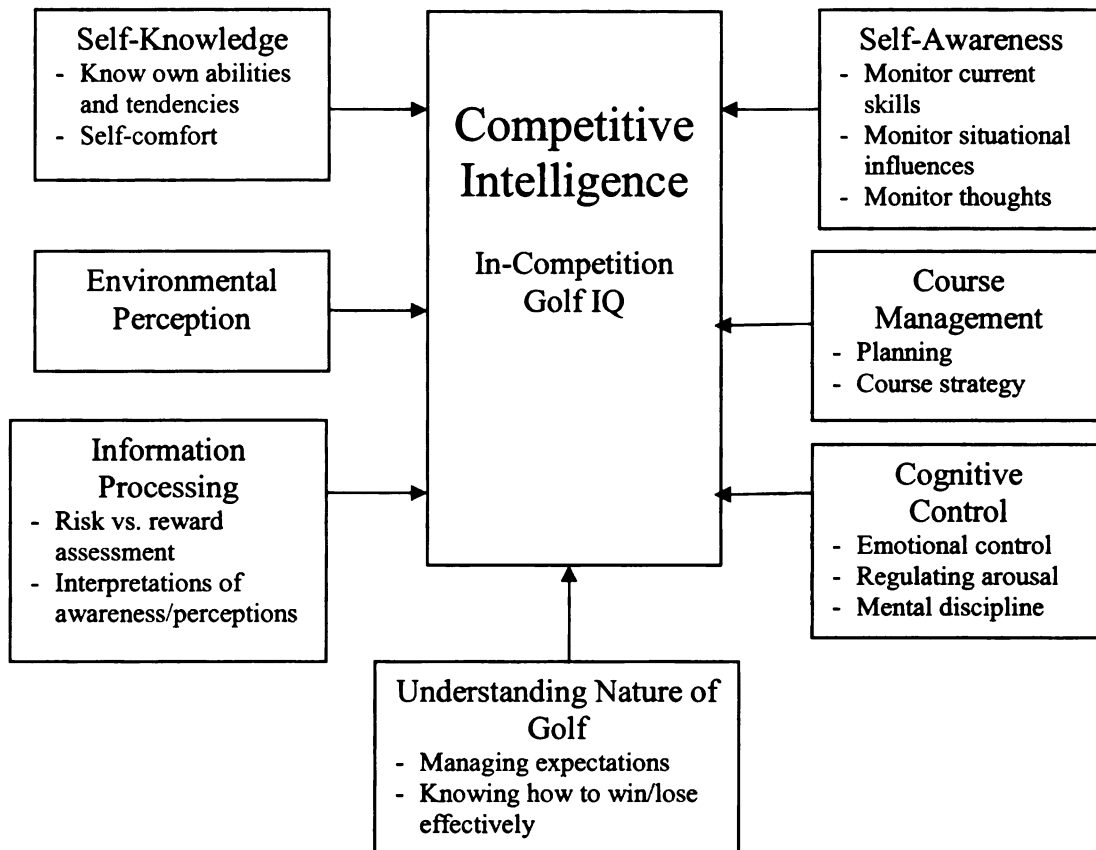 Self-Knowledge
- Know own abilities
and tendencies
- Self-comfort
Environmental
Perception
Information
Processing
- Risk vs. reward
assessment
- Interpretations of
awareness/perceptions
Competitive
Intelligence
In-Competition
Golf IQ
Self-Awareness
- Monitor current
skills
- Monitor situational
influences
- Monitor thoughts
Course
Management
- Planning
- Course strategy
Cognitive
Control
- Emotional control
- Regulating arousal
- Mental discipline
Understanding Nature of
Golf
- Managing expectations
- Knowing how to win/lose
effectively